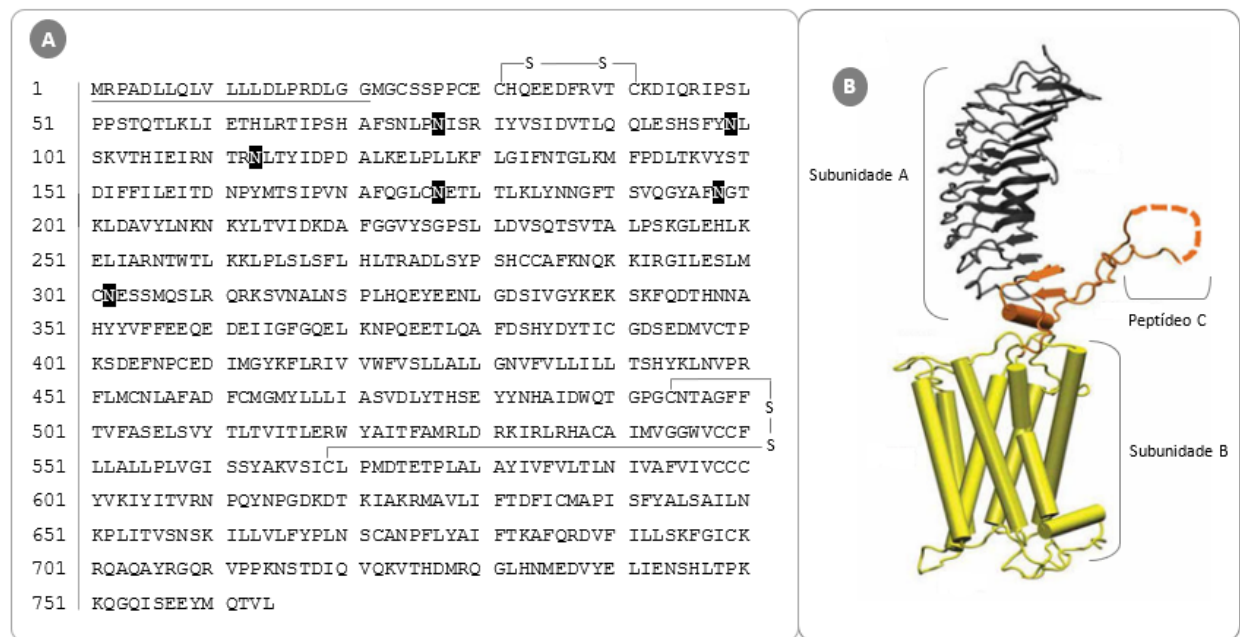 A
S S
1 MRPADLLQLV LLLDLPRDLG GMGCSSPPCE CHQEEDFRVT CKDIQRIPSL
51 PPSTQTLKLI ETHLRTIPSH AFSNLPNISR IYVSIDVTLQ QLESHSFYNL
101 SKVTHIEIRN TRNLTYIDPD ALKELPLLKF LGIFNTGLKM FPDLTKVYST
151 DIFFILEITD NPYMTSIPVN AFQGLCNETL TLKLYNNGFT SVQGYAFNGT
201 KLDAVYLNKN KYLTVIDKDA FGGVYSGPSL LDVSQTSVTA LPSKGLEHLK
251 ELIARNTWTL KKLPLSLSFL HLTRADLSYP SHCCAFKNQK KIRGILESLM
301 CNESSMQSLR QRKSVNALNS PLHQEYEENL GDSIVGYKEK SKFQDTHNNA
351 HYYVFFEEQE DEIIGFGQEL KNPQEETLQA FDSHYDYTIC GDSEDMVCTP
401 KSDEFNPCED IMGYKFLRIV VWFVSLLALL GNVFVLLILL TSHYKLNVPR
451 FLMCNLAFAD FCMGMYLLLI ASVDLYTHSE YYNHAIDWQT GPGCNTAGFF
S
501 TVFASELSVY TLTVITLERW YAITFAMRLD RKIRLRHACA IMVGGWVCCF
S
551 LLALLPLVGI SSYAKVSICL PMDTETPLAL AYIVFVLTLN IVAFVIVCCC
601 YVKIYITVRN PQYNPGDKDT KIAKRMAVLI FTDFICMAPI SFYALSAILN
651 KPLITVSNSK ILLVLFYPLN SCANPFLYAI FTKAFQRDVF ILLSKFGICK
701 RQAQAYRGQR VPPKNSTDIQ VQKVTHDMRQ GLHNMEDVYE LIENSHLTPK
751 KQGQISEEYM QTVL
B
Subunidade A
Peptídeo C
Subunidade B